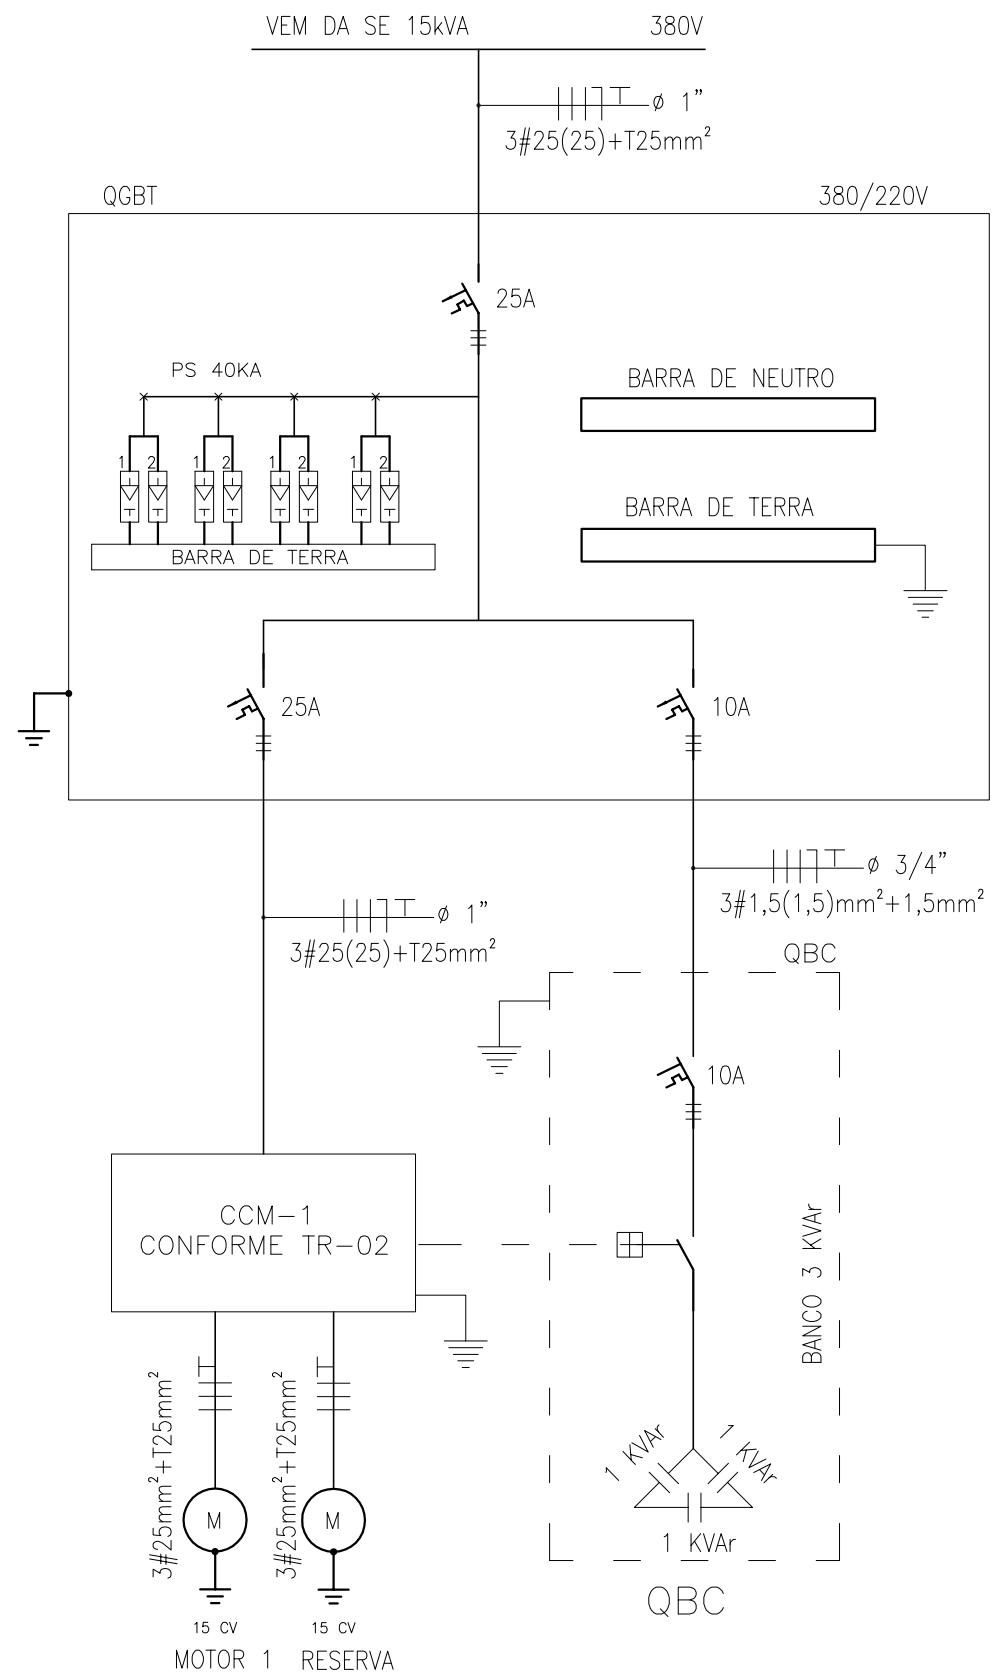 VEM DA SE 15kVA 380V
ø 1"
3#25(25)+T25mm²
QGBT 380/220V
25A
PS 40KA
BARRA DE NEUTRO
1 2 1 2 1 2 1 2
BARRA DE TERRA
BARRA DE TERRA
25A
10A
ø 3/4"
3#1,5(1,5)mm²+1,5mm²
ø 1"
3#25(25)+T25mm²
QBC
10A
CCM-1
CONFORME TR-02
BANCO 3 KVAr
3#25mm²+T25mm²
3#25mm²+T25mm²
1 KVAr
1 KVAr
1 KVAr
M
M
QBC
15 CV
15 CV
MOTOR 1
RESERVA